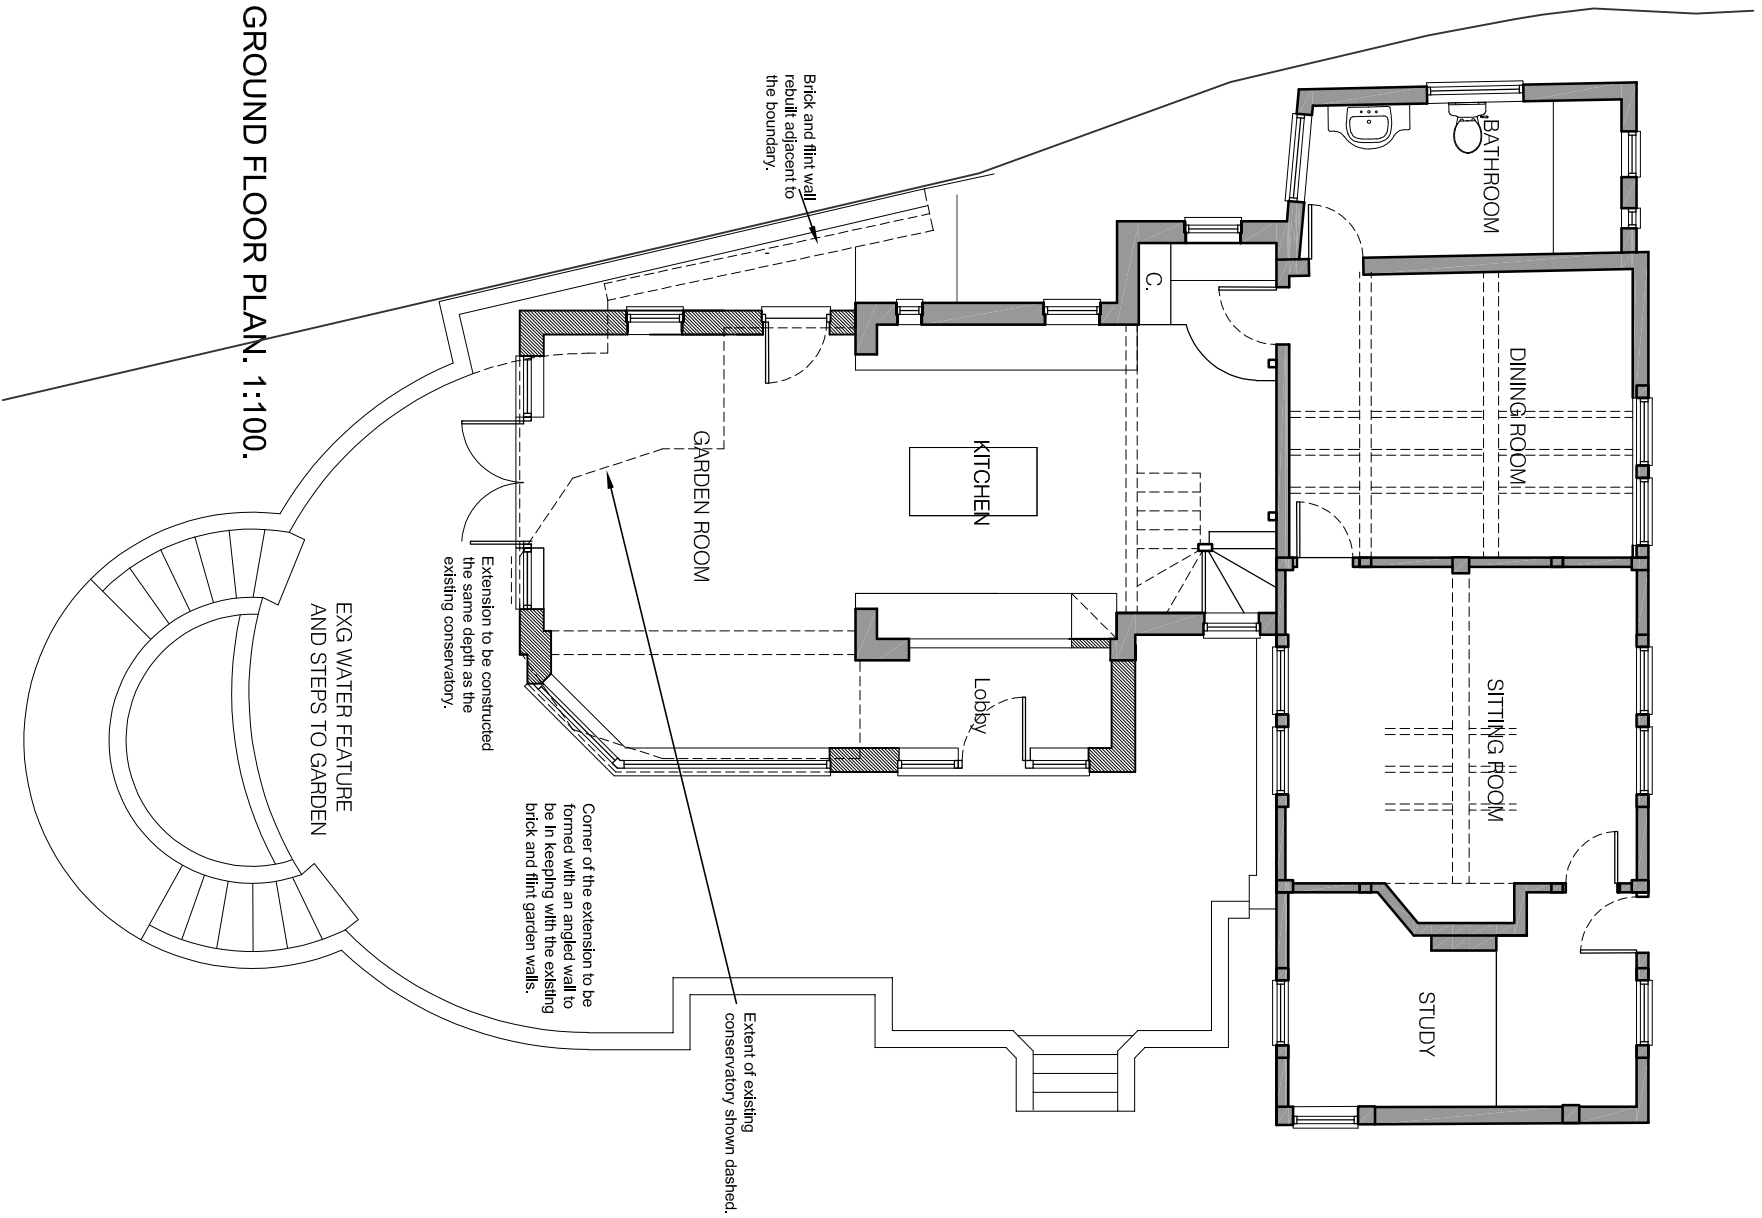 BATHROOM
DINING ROOM
SITTING ROOM
STUDY
C.
KITCHEN
Lobby
GARDEN ROOM
Brick and flint wall
rebuilt adjacent to
the boundary.
Extension to be constructed
the same depth as the
existing conservatory.
Corner of the extension to be
formed with an angled wall to
be in keeping with the existing
brick and flint garden walls.
Extent of existing
conservatory shown dashed.
EXG WATER FEATURE
AND STEPS TO GARDEN
GROUND FLOOR PLAN. 1:100.